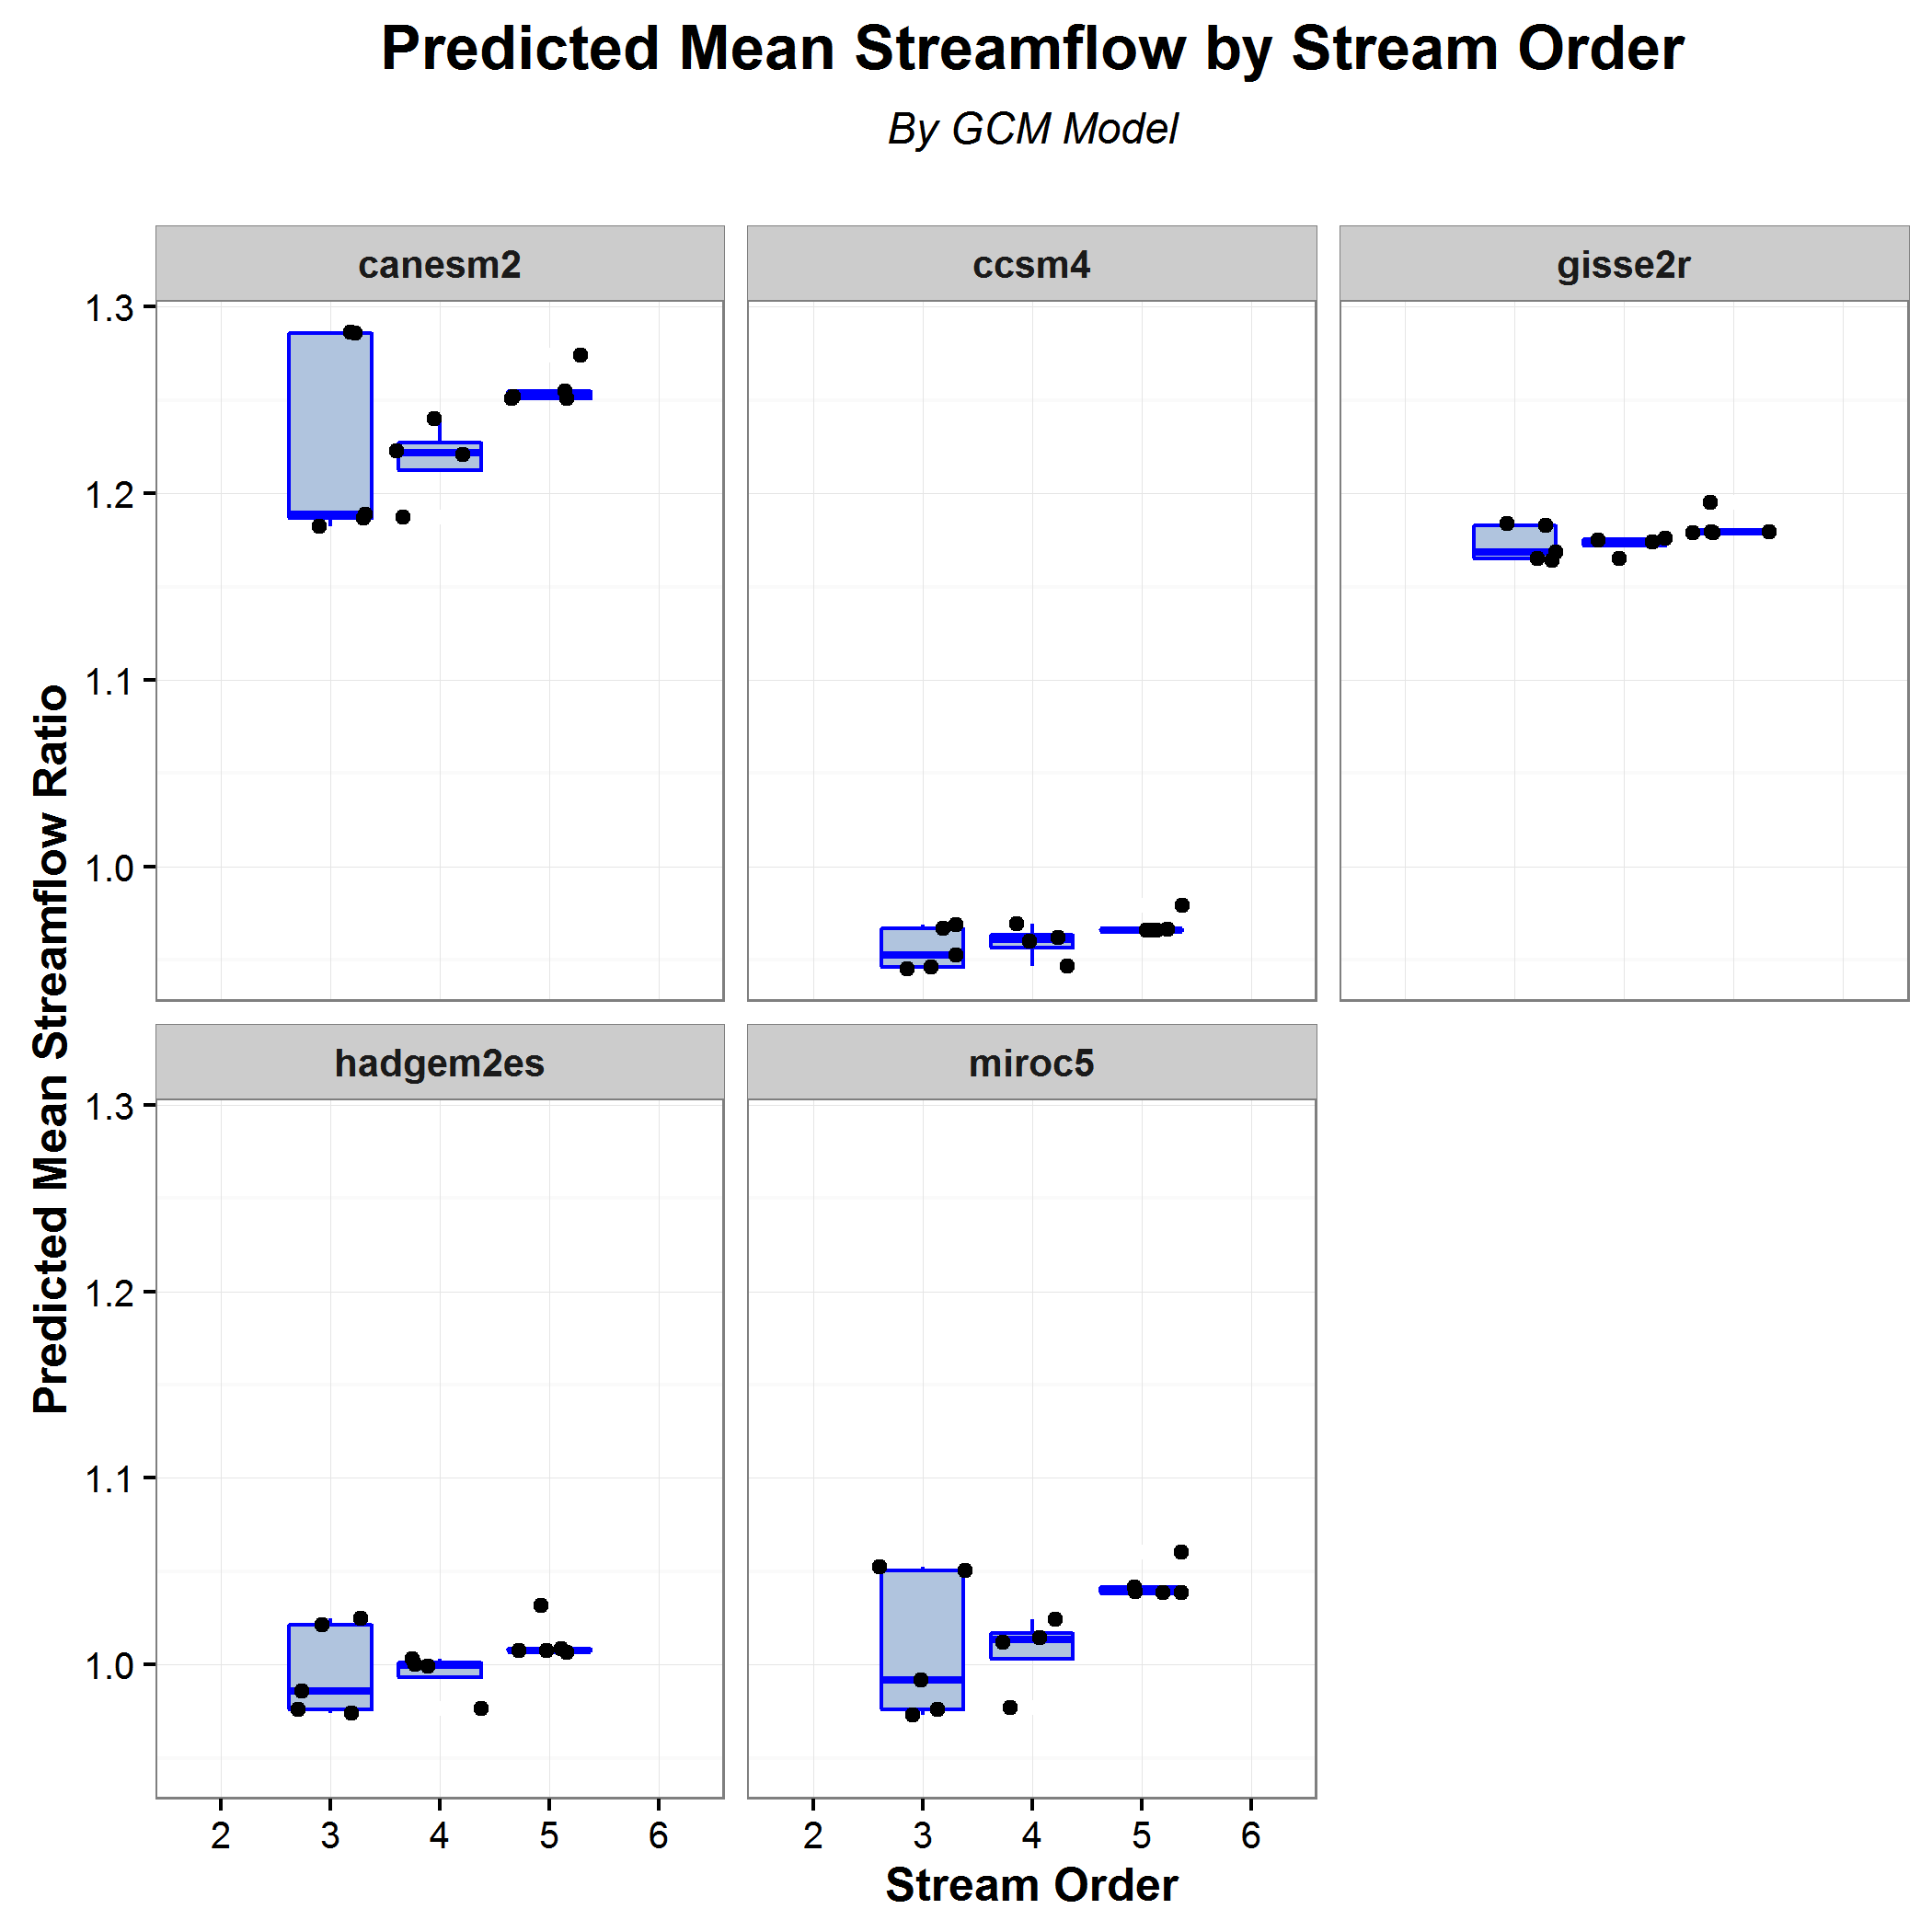 Predicted Mean Streamflow by Stream Order
By GCM Model
canesm2
ccsm4
gisse2r
1.3
1.2
1.1
1.0
Predicted Mean Streamflow Ratio
hadgem2es
miroc5
1.3
1.2
1.1
1.0
2 3 4 5 6
2 3 4 5 6
Stream Order